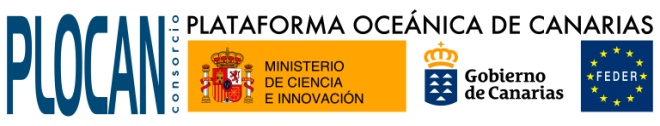 PLOCAN
consorcio
PLATAFORMA OCEÁNICA DE CANARIAS
MINISTERIO
DE CIENCIA
E INNOVACIÓN
Gobierno
de Canarias
FEDER